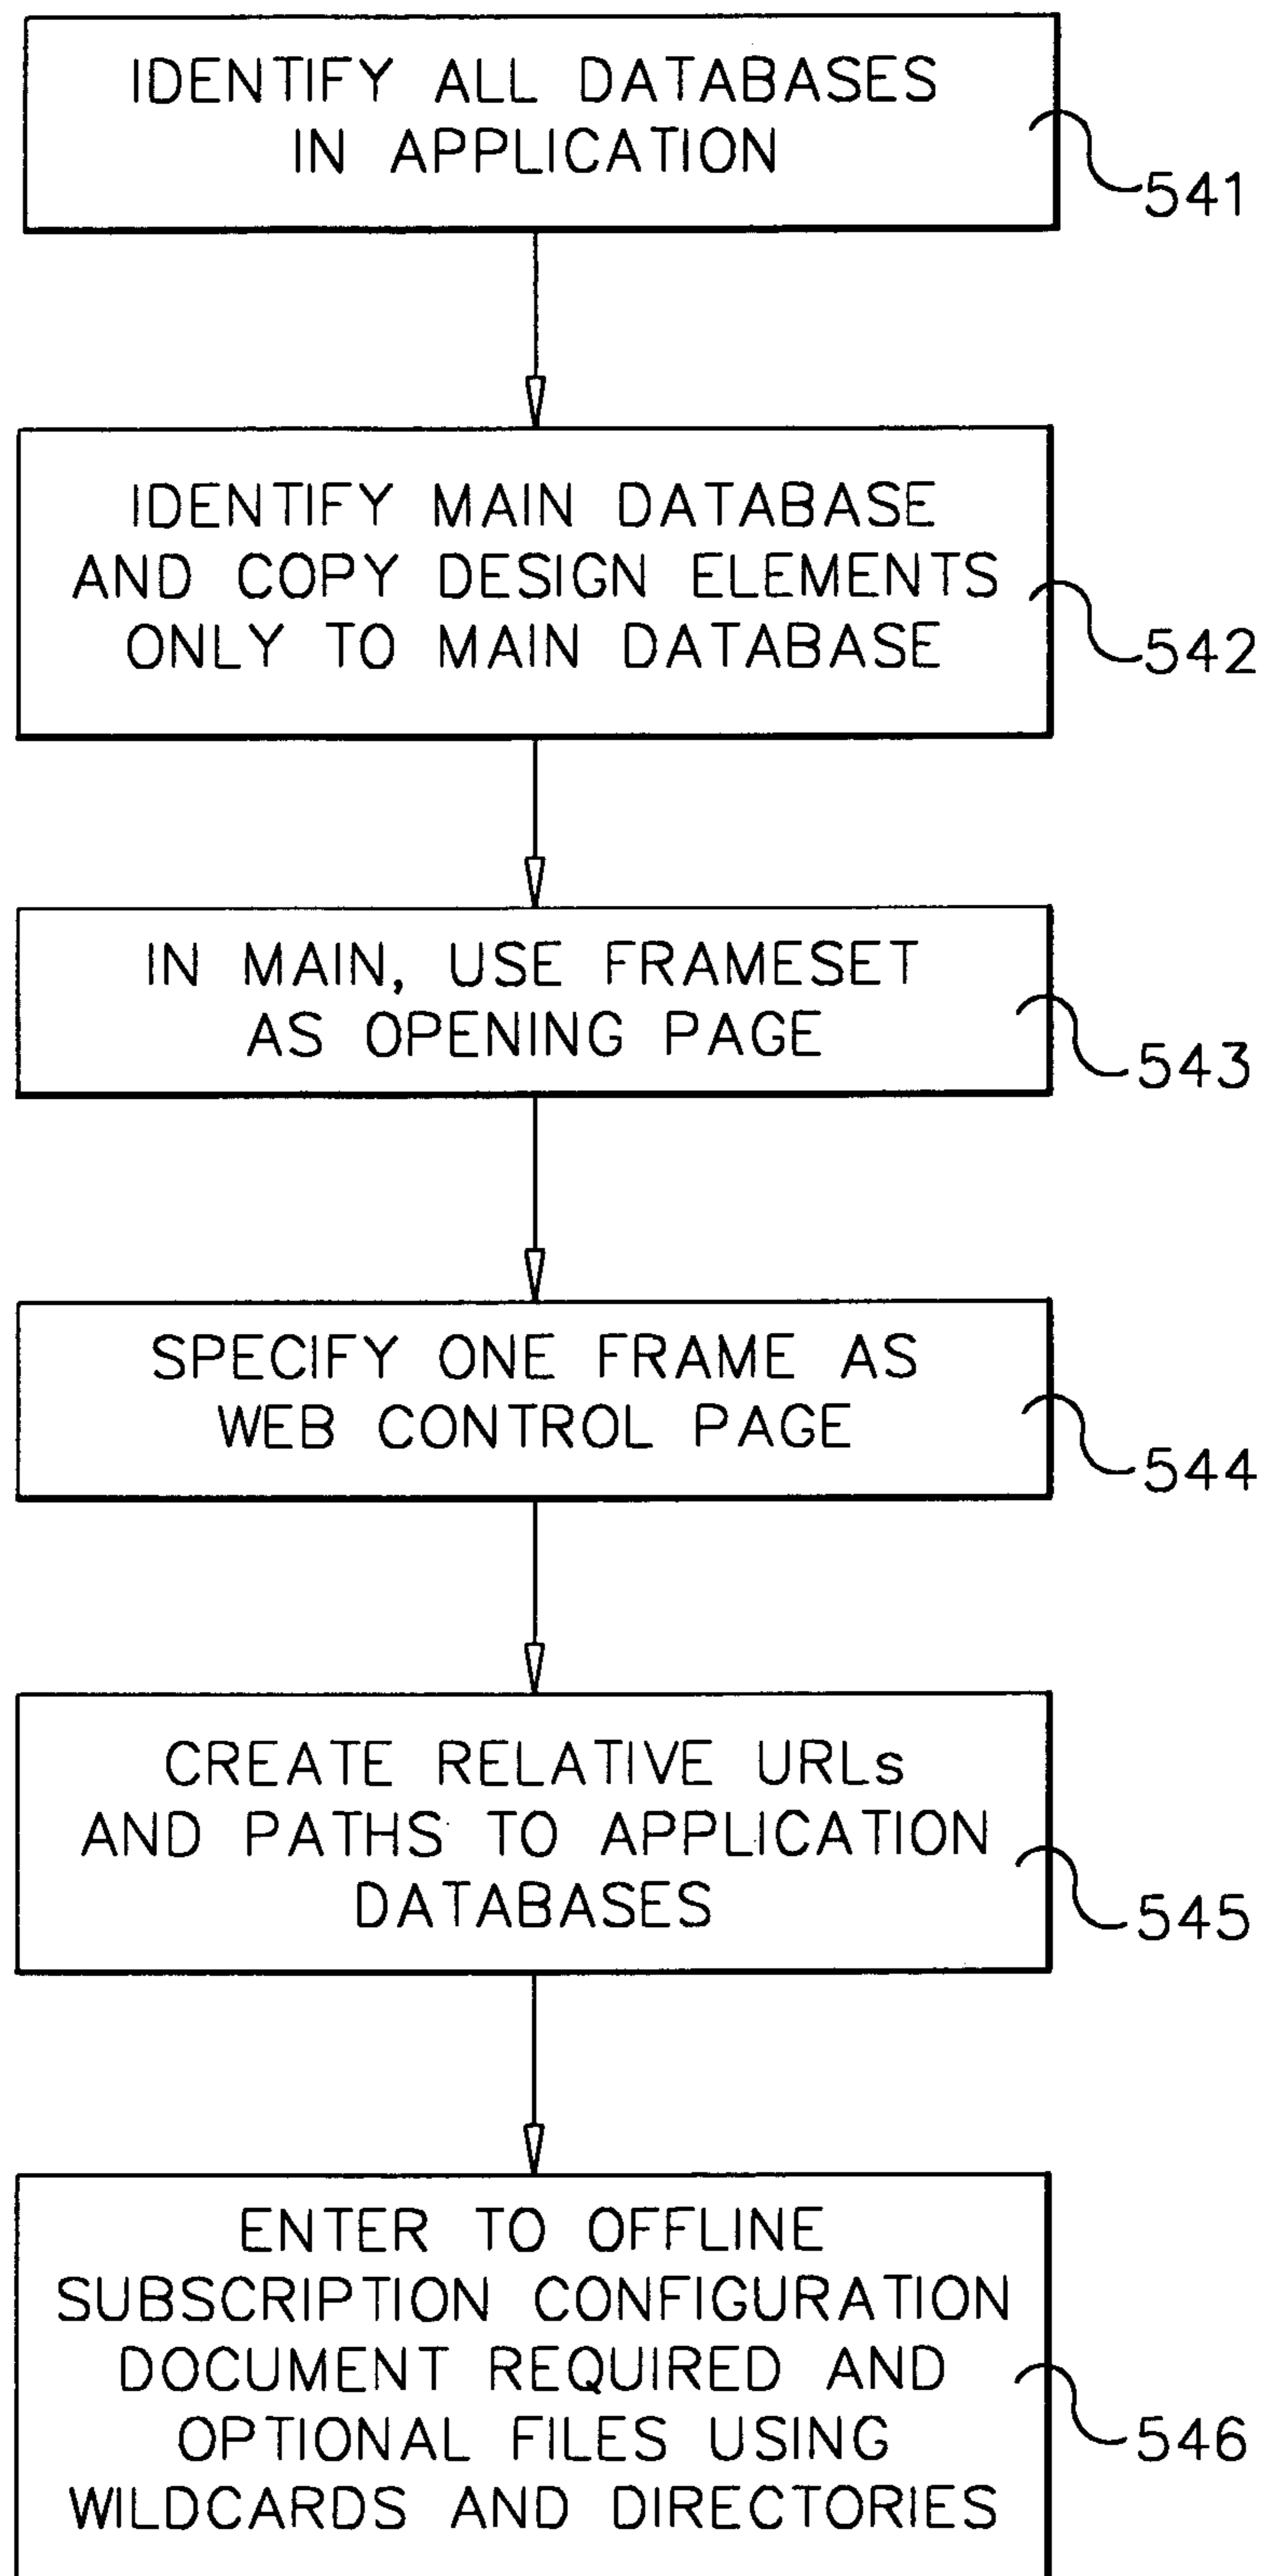 IDENTIFY ALL DATABASES
IN APPLICATION
541
IDENTIFY MAIN DATABASE
AND COPY DESIGN ELEMENTS
ONLY TO MAIN DATABASE
542
IN MAIN, USE FRAMESET
AS OPENING PAGE
543
SPECIFY ONE FRAME AS
WEB CONTROL PAGE
544
CREATE RELATIVE URLs
AND PATHS TO APPLICATION
DATABASES
545
ENTER TO OFFLINE
SUBSCRIPTION CONFIGURATION
DOCUMENT REQUIRED AND
OPTIONAL FILES USING
WILDCARDS AND DIRECTORIES
546